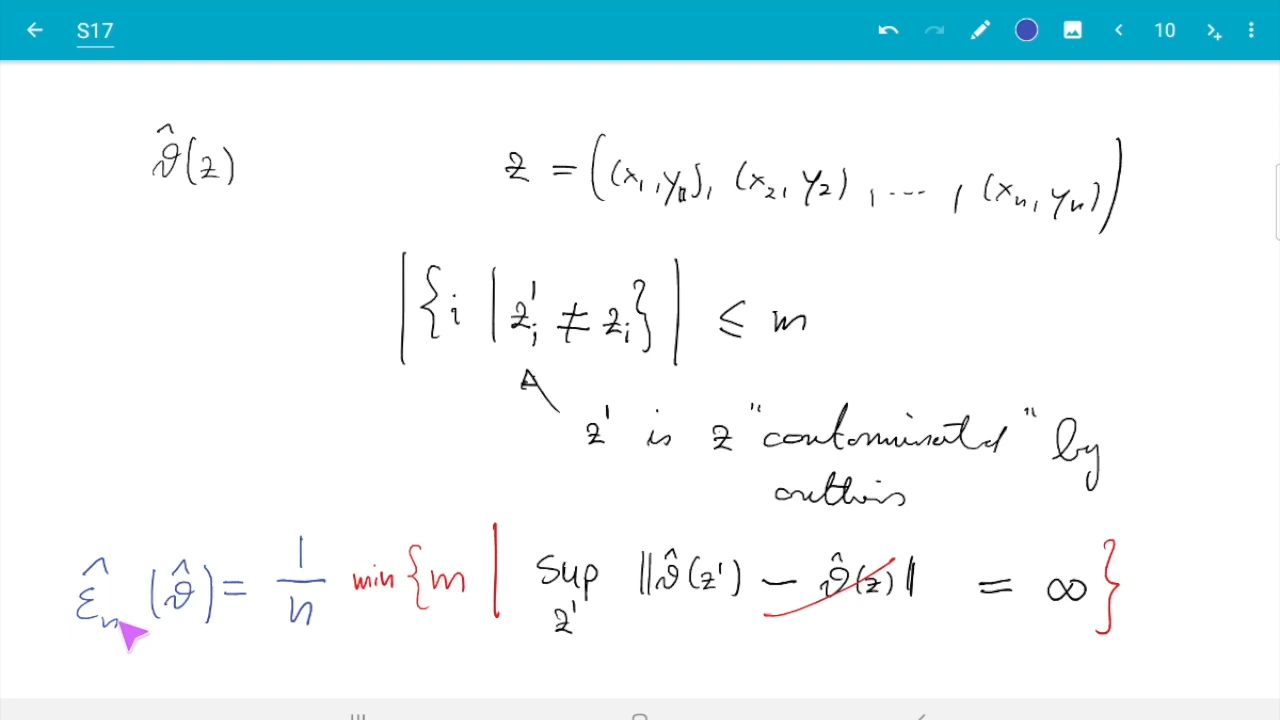 S17
10
ϑ̂(z)   z = ((x₁, y₁), (x₂, y₂), ..., (xₙ, yₙ))
|{i | z'ᵢ ≠ zᵢ}| ≤ m
z' is z "contaminated" by
outliers
ε̂ₙ(ϑ̂) = 1/n min{m | sup_z' ‖ϑ̂(z') − ϑ̂(z)‖ = ∞}